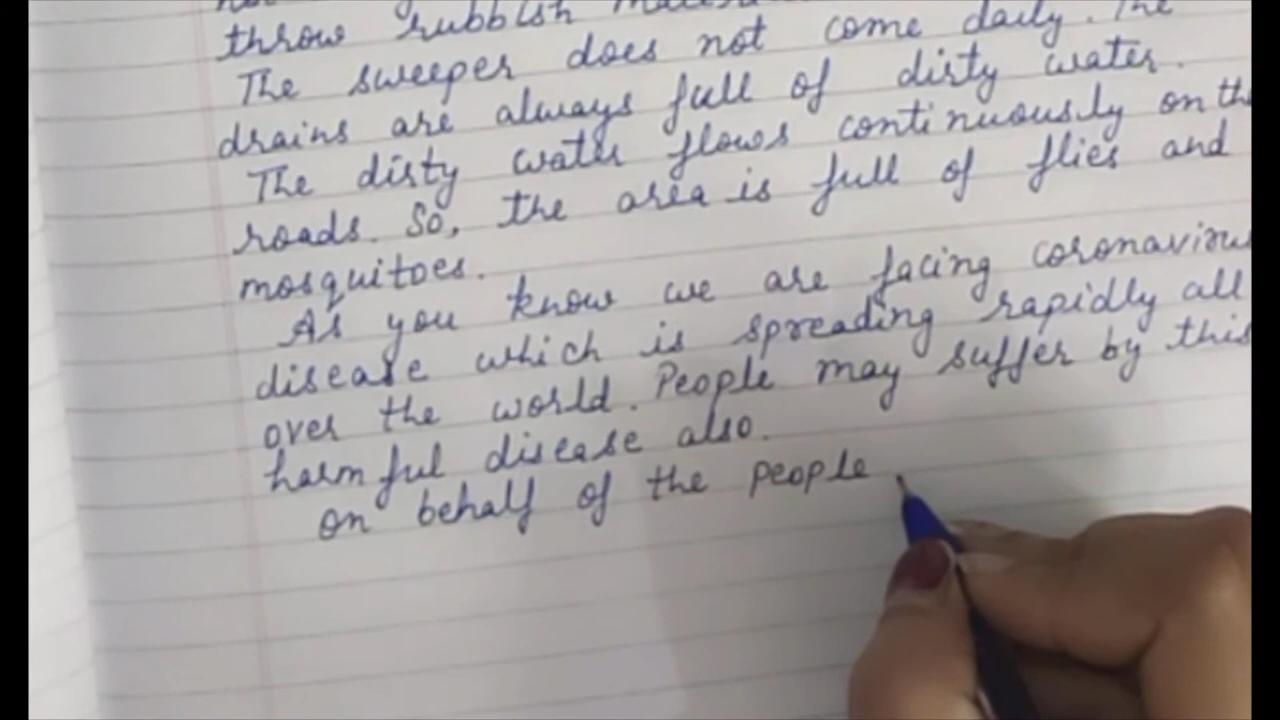 throw rubbish
The sweeper does not come daily. The
drains are always full of dirty water.
The dirty water flows continuously on the
roads. So, the area is full of flies and
mosquitoes.
As you know we are facing coronavirus
disease which is spreading rapidly all
over the world. People may suffer by this
harmful disease also.
on behalf of the people